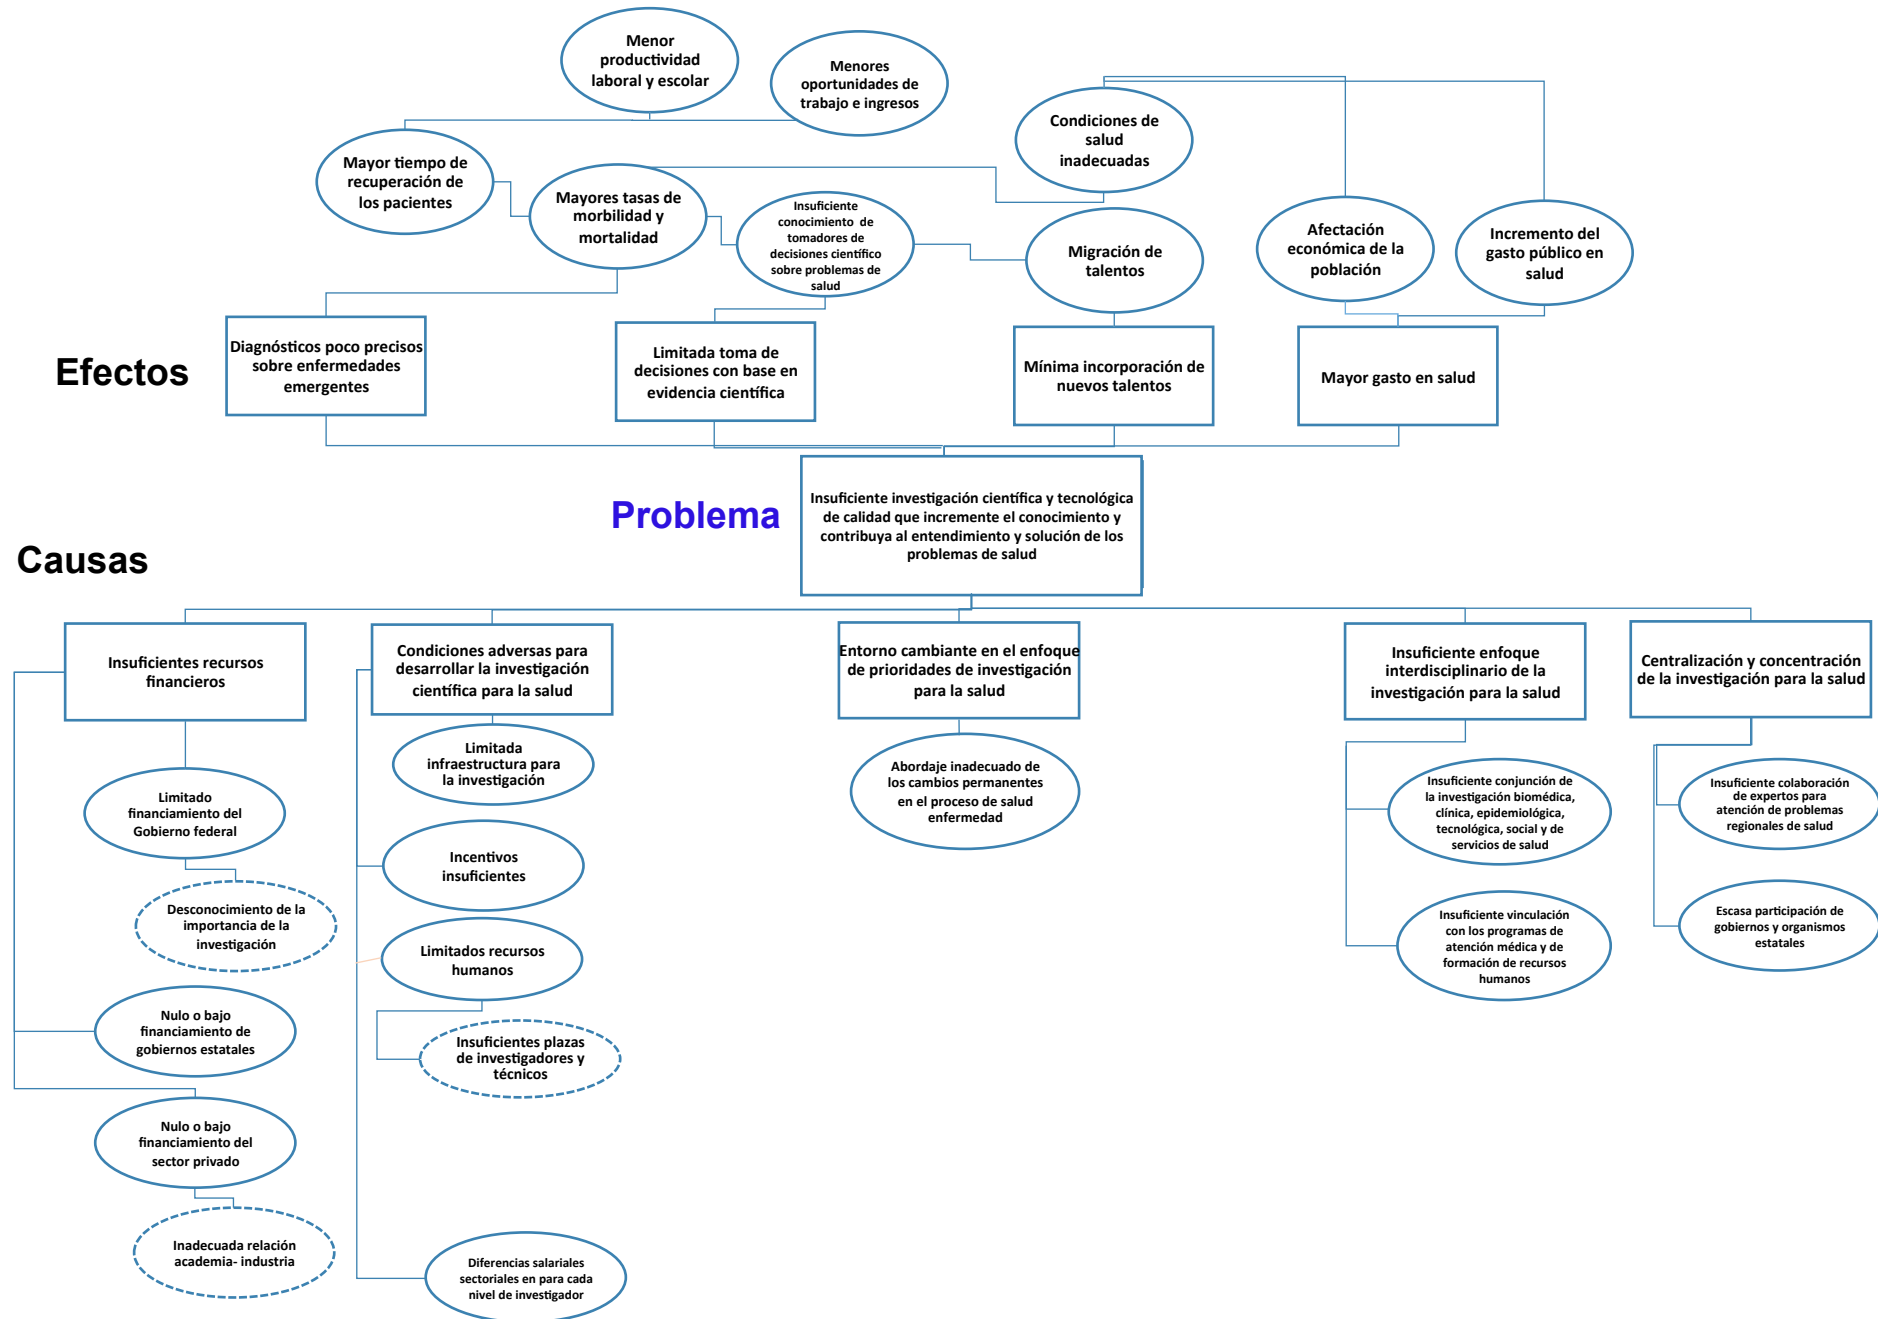 Menor
productividad
laboral y escolar
Menores
oportunidades de
trabajo e ingresos
Condiciones de
salud
inadecuadas
Mayor tiempo de
recuperación de
los pacientes
Mayores tasas de
morbilidad y
mortalidad
Insuficiente
conocimiento de
tomadores de
decisiones científico
sobre problemas de
salud
Migración de
talentos
Afectación
económica de la
población
Incremento del
gasto público en
salud
Efectos
Diagnósticos poco precisos
sobre enfermedades
emergentes
Limitada toma de
decisiones con base en
evidencia científica
Mínima incorporación de
nuevos talentos
Mayor gasto en salud
Problema
Insuficiente investigación científica y tecnológica
de calidad que incremente el conocimiento y
contribuya al entendimiento y solución de los
problemas de salud
Causas
Insuficientes recursos
financieros
Condiciones adversas para
desarrollar la investigación
científica para la salud
Entorno cambiante en el enfoque
de prioridades de investigación
para la salud
Insuficiente enfoque
interdisciplinario de la
investigación para la salud
Centralización y concentración
de la investigación para la salud
Limitado
financiamiento del
Gobierno federal
Desconocimiento de la
importancia de la
investigación
Nulo o bajo
financiamiento de
gobiernos estatales
Nulo o bajo
financiamiento del
sector privado
Inadecuada relación
academia- industria
Limitada
infraestructura para
la investigación
Incentivos
insuficientes
Limitados recursos
humanos
Insuficientes plazas
de investigadores y
técnicos
Diferencias salariales
sectoriales en para cada
nivel de investigador
Abordaje inadecuado de
los cambios permanentes
en el proceso de salud
enfermedad
Insuficiente conjunción de
la investigación biomédica,
clínica, epidemiológica,
tecnológica, social y de
servicios de salud
Insuficiente vinculación
con los programas de
atención médica y de
formación de recursos
humanos
Insuficiente colaboración
de expertos para
atención de problemas
regionales de salud
Escasa participación de
gobiernos y organismos
estatales